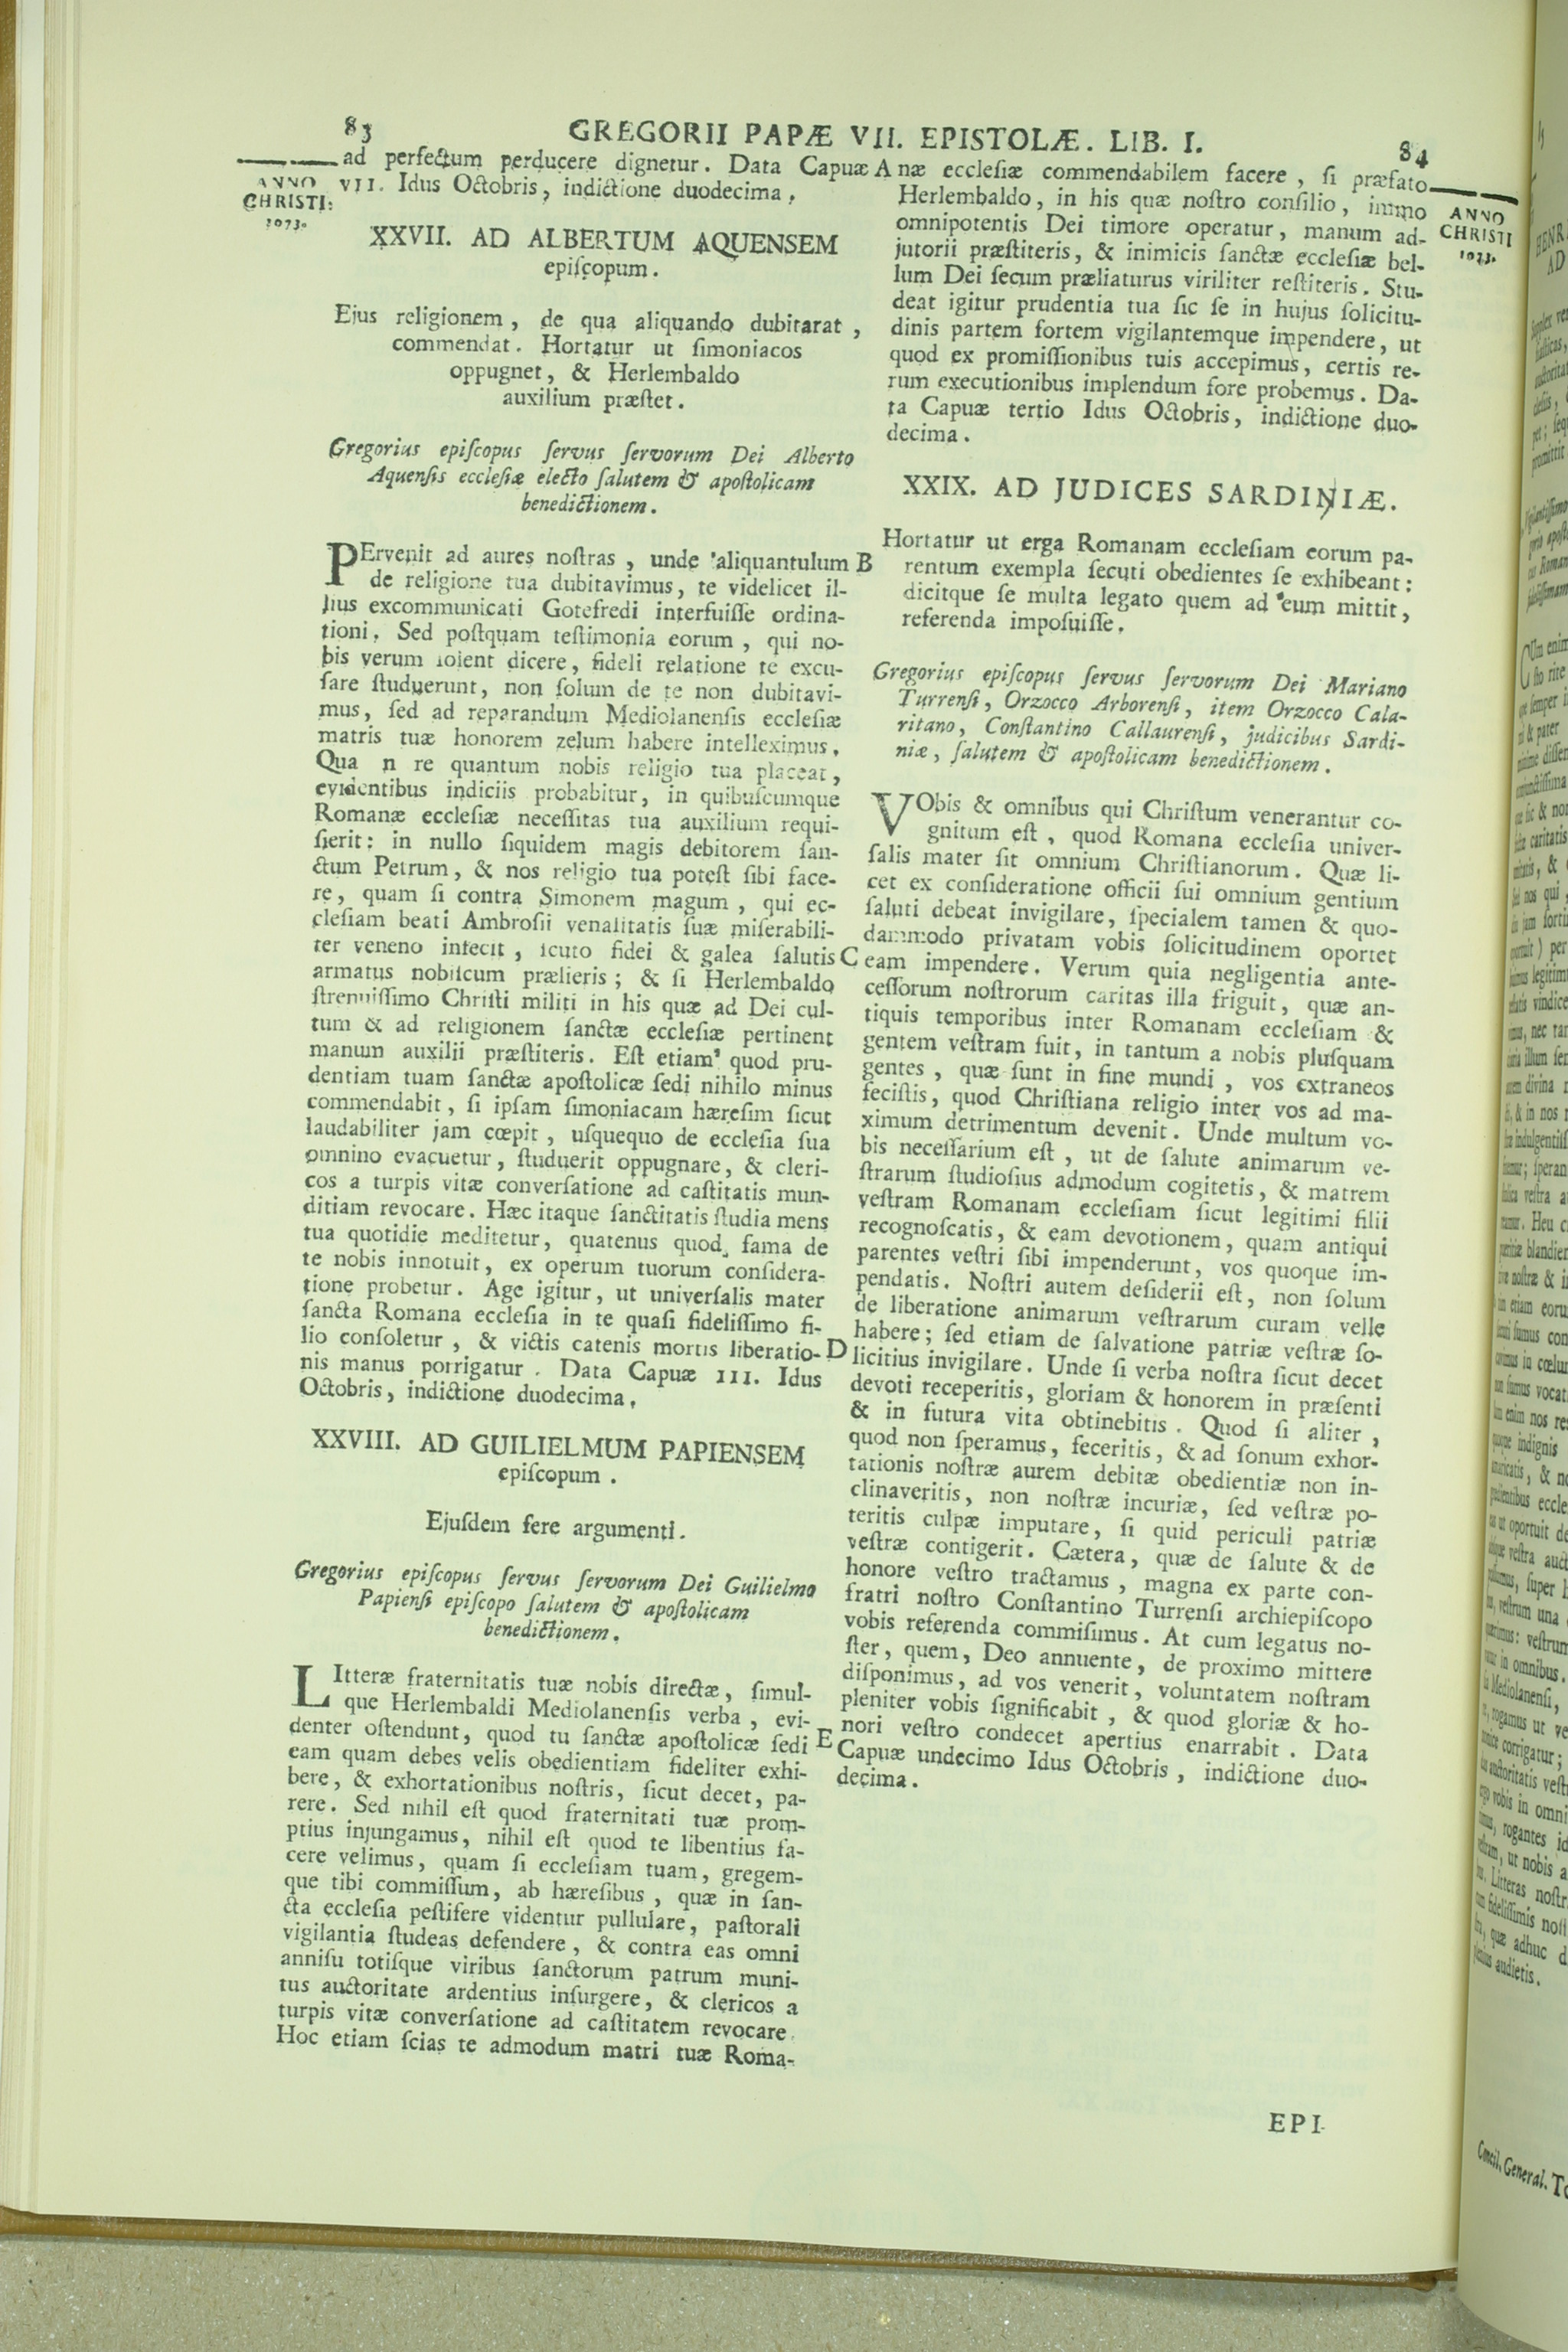 83
GREGORII PAPÆ VII. EPISTOLÆ. LIB. I.
84
ANNO
CHRISTI:
1073.
ad perfectum perducere dignetur. Data Capuæ
VII. Idus Octobris, indictione duodecima.
XXVII. AD ALBERTUM AQUENSEM
epiſcopum.
Ejus religionem, de qua aliquando dubitarat,
commendat. Hortatur ut ſimoniacos
oppugnet, & Herlembaldo
auxilium præſtet.
Gregorius epiſcopus ſervus ſervorum Dei Alberto
Aquenſis eccleſiæ electo ſalutem & apoſtolicam
benedictionem.
PErvenit ad aures noſtras, unde aliquantulum
de religione tua dubitavimus, te videlicet il-
lius excommunicati Gotefredi interfuiſſe ordina-
tioni. Sed poſtquam teſtimonia eorum, qui no-
bis verum ſolent dicere, fideli relatione te excu-
ſare ſtuduerunt, non ſolum de te non dubitavi-
mus, ſed ad reparandum Mediolanenſis eccleſiæ
matris tuæ honorem zelum habere intelleximus.
Qua n re quantum nobis religio tua placeat,
evidentibus indiciis probabitur, in quibuſcumque
Romanæ eccleſiæ neceſſitas tua auxilium requi-
ſierit: in nullo ſiquidem magis debitorem ſan-
ctum Petrum, & nos religio tua poteſt ſibi face-
re, quam ſi contra Simonem magum, qui ec-
cleſiam beati Ambroſii venalitatis ſuæ miſerabili-
ter veneno infecit, ſcuto fidei & galea ſalutis
armatus nobiſcum prælieris; & ſi Herlembaldo
ſtrenuiſſimo Chriſti militi in his quæ ad Dei cul-
tum & ad religionem ſanctæ eccleſiæ pertinent
manum auxilii præſtiteris. Eſt etiam quod pru-
dentiam tuam ſanctæ apoſtolicæ ſedi nihilo minus
commendabit, ſi ipſam ſimoniacam hæreſim ſicut
laudabiliter jam cœpit, uſquequo de eccleſia ſua
omnino evacuetur, ſtuduerit oppugnare, & cleri-
cos a turpis vitæ converſatione ad caſtitatis mun-
ditiam revocare. Hæc itaque ſanctitatis ſtudia mens
tua quotidie meditetur, quatenus quod fama de
te nobis innotuit, ex operum tuorum conſidera-
tione probetur. Age igitur, ut univerſalis mater
ſancta Romana eccleſia in te quaſi fideliſſimo fi-
lio conſoletur, & victis catenis mortis liberatio-
nis manus porrigatur. Data Capuæ III. Idus
Octobris, indictione duodecima.
XXVIII. AD GUILIELMUM PAPIENSEM
epiſcopum.
Ejuſdem fere argumenti.
Gregorius epiſcopus ſervus ſervorum Dei Guilielmo
Papienſi epiſcopo ſalutem & apoſtolicam
benedictionem.
LItteræ fraternitatis tuæ nobis directæ, ſimul-
que Herlembaldi Mediolanenſis verba, evi-
denter oſtendunt, quod tu ſanctæ apoſtolicæ ſedi
eam quam debes velis obedientiam fideliter exhi-
bere, & exhortationibus noſtris, ſicut decet, pa-
rere. Sed nihil eſt quod fraternitati tuæ prom-
ptius injungamus, nihil eſt quod te libentius fa-
cere velimus, quam ſi eccleſiam tuam, gregem-
que tibi commiſſum, ab hæreſibus, quæ in ſan-
cta eccleſia peſtifere videntur pullulare, paſtorali
vigilantia ſtudeas defendere, & contra eas omni
anniſu totiſque viribus ſanctorum patrum muni-
tus auctoritate ardentius inſurgere, & clericos a
turpis vitæ converſatione ad caſtitatem revocare.
Hoc etiam ſcias te admodum matri tuæ Roma-
A
B
C
D
E
næ eccleſiæ commendabilem facere, ſi præfato
Herlembaldo, in his quæ noſtro conſilio, immo
omnipotentis Dei timore operatur, manum ad-
jutorii præſtiteris, & inimicis ſanctæ eccleſiæ bel-
lum Dei ſecum præliaturus viriliter reſtiteris. Stu-
deat igitur prudentia tua ſic ſe in hujus ſolicitu-
dinis partem fortem vigilantemque impendere, ut
quod ex promiſſionibus tuis accepimus, certis re-
rum executionibus implendum fore probemus. Da-
ta Capuæ tertio Idus Octobris, indictione duo-
decima.
ANNO
CHRISTI
1073.
XXIX. AD JUDICES SARDINIÆ.
Hortatur ut erga Romanam eccleſiam eorum pa-
rentum exempla ſecuti obedientes ſe exhibeant:
dicitque ſe multa legato quem ad eum mittit,
referenda impoſuiſſe.
Gregorius epiſcopus ſervus ſervorum Dei Mariano
Turrenſi, Orzocco Arborenſi, item Orzocco Cala-
ritano, Conſtantino Callaurenſi, judicibus Sardi-
niæ, ſalutem & apoſtolicam benedictionem.
VObis & omnibus qui Chriſtum venerantur co-
gnitum eſt, quod Romana eccleſia univer-
ſalis mater ſit omnium Chriſtianorum. Quæ li-
cet ex conſideratione officii ſui omnium gentium
ſaluti debeat invigilare, ſpecialem tamen & quo-
dammodo privatam vobis ſolicitudinem oportet
eam impendere. Verum quia negligentia ante-
ceſſorum noſtrorum caritas illa friguit, quæ an-
tiquis temporibus inter Romanam eccleſiam &
gentem veſtram fuit, in tantum a nobis pluſquam
gentes, quæ ſunt in fine mundi, vos extraneos
feciſtis, quod Chriſtiana religio inter vos ad ma-
ximum detrimentum devenit. Unde multum vo-
bis neceſſarium eſt, ut de ſalute animarum ve-
ſtrarum ſtudioſius admodum cogitetis, & matrem
veſtram Romanam eccleſiam ſicut legitimi filii
recognoſcatis, & eam devotionem, quam antiqui
parentes veſtri ſibi impenderunt, vos quoque im-
pendatis. Noſtri autem deſiderii eſt, non ſolum
de liberatione animarum veſtrarum curam velle
habere; ſed etiam de ſalvatione patriæ veſtræ ſo-
licitius invigilare. Unde ſi verba noſtra ſicut decet
devoti receperitis, gloriam & honorem in præſenti
& in futura vita obtinebitis. Quod ſi aliter,
quod non ſperamus, feceritis, & ad ſonum exhor-
tationis noſtræ aurem debitæ obedientiæ non in-
clinaveritis, non noſtræ incuriæ, ſed veſtræ po-
teritis culpæ imputare, ſi quid periculi patriæ
veſtræ contigerit. Cætera, quæ de ſalute & de
honore veſtro tractamus, magna ex parte con-
fratri noſtro Conſtantino Turrenſi archiepiſcopo
vobis referenda commiſimus. At cum legatus no-
ſter, quem, Deo annuente, de proximo mittere
diſponimus, ad vos venerit, voluntatem noſtram
pleniter vobis ſignificabit, & quod gloriæ & ho-
nori veſtro condecet apertius enarrabit. Data
Capuæ undecimo Idus Octobris, indictione duo-
decima.
EPI-
Concil. General. To